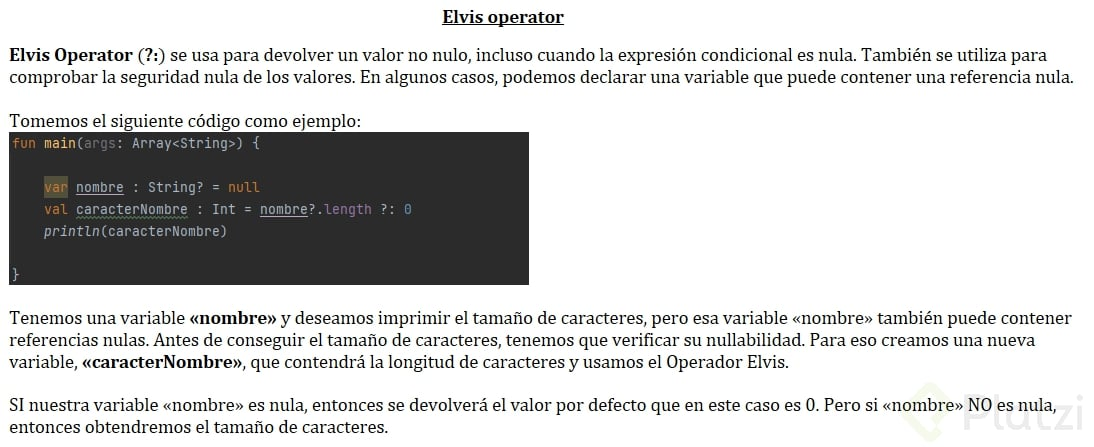 Elvis operator
Elvis Operator (?:) se usa para devolver un valor no nulo, incluso cuando la expresión condicional es nula. También se utiliza para
comprobar la seguridad nula de los valores. En algunos casos, podemos declarar una variable que puede contener una referencia nula.
Tomemos el siguiente código como ejemplo:
fun main(args: Array<String>) {
var nombre : String? = null
val caracterNombre : Int = nombre?.length ?: 0
println(caracterNombre)
}
Tenemos una variable «nombre» y deseamos imprimir el tamaño de caracteres, pero esa variable «nombre» también puede contener
referencias nulas. Antes de conseguir el tamaño de caracteres, tenemos que verificar su nullabilidad. Para eso creamos una nueva
variable, «caracterNombre», que contendrá la longitud de caracteres y usamos el Operador Elvis.
SI nuestra variable «nombre» es nula, entonces se devolverá el valor por defecto que en este caso es 0. Pero si «nombre» NO es nula,
entonces obtendremos el tamaño de caracteres.
Platzi